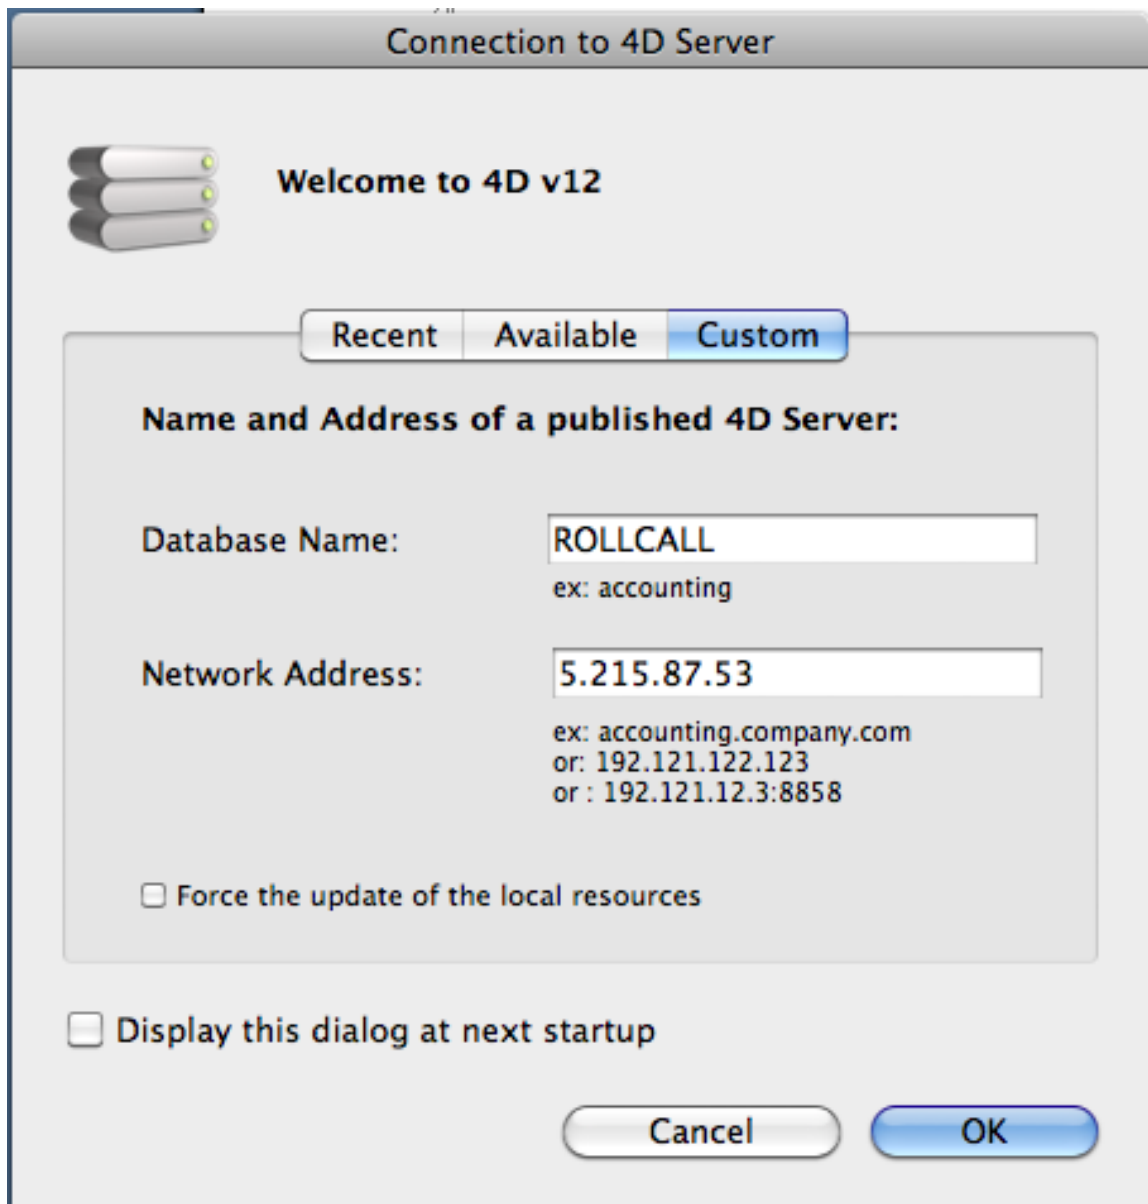 Connection to 4D Server
Welcome to 4D v12
Recent Available Custom
Name and Address of a published 4D Server:
Database Name: ROLLCALL
ex: accounting
Network Address: 5.215.87.53
ex: accounting.company.com
or: 192.121.122.123
or : 192.121.12.3:8858
Force the update of the local resources
Display this dialog at next startup
Cancel OK